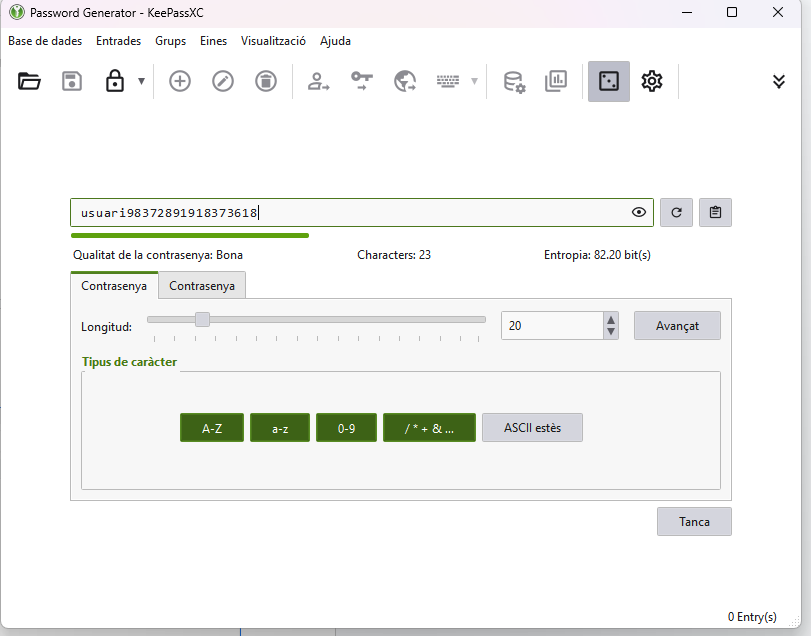 Password Generator - KeePassXC
Base de dades Entrades Grups Eines Visualització Ajuda
usuari98372891918373618
Qualitat de la contrasenya: Bona Characters: 23 Entropia: 82.20 bit(s)
Contrasenya Contrasenya
Longitud: 20 Avançat
Tipus de caràcter
A-Z a-z 0-9 / * + & ... ASCII estès
Tanca
0 Entry(s)